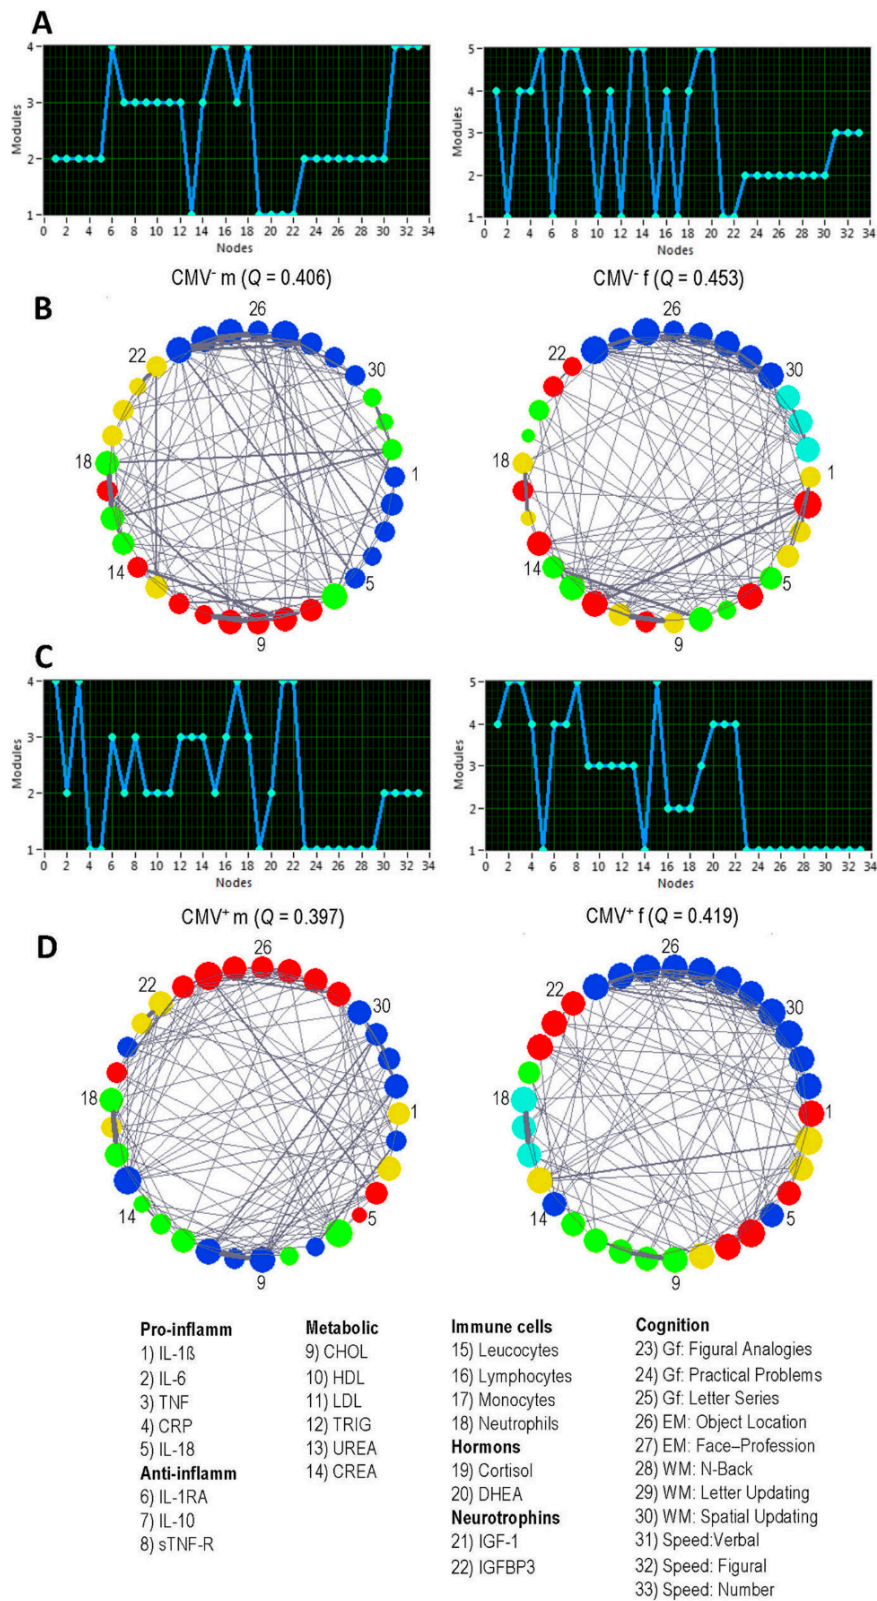 A
4
3
2
1
Modules
0 2 4 6 8 10 12 14 16 18 20 22 24 26 28 30 32 34
Nodes
5
4
3
2
1
Modules
0 2 4 6 8 10 12 14 16 18 20 22 24 26 28 30 32 34
Nodes
CMV- m (Q = 0.406)
CMV- f (Q = 0.453)
B
26
22
30
18
1
14
5
9
26
22
30
18
1
14
5
9
C
4
3
2
1
Modules
0 2 4 6 8 10 12 14 16 18 20 22 24 26 28 30 32 34
Nodes
5
4
3
2
1
Modules
0 2 4 6 8 10 12 14 16 18 20 22 24 26 28 30 32 34
Nodes
CMV+ m (Q = 0.397)
CMV+ f (Q = 0.419)
D
26
22
30
18
1
14
5
9
26
22
30
18
1
14
5
9
Pro-inflamm
1) IL-1ß
2) IL-6
3) TNF
4) CRP
5) IL-18
Anti-inflamm
6) IL-1RA
7) IL-10
8) sTNF-R
Metabolic
9) CHOL
10) HDL
11) LDL
12) TRIG
13) UREA
14) CREA
Immune cells
15) Leucocytes
16) Lymphocytes
17) Monocytes
18) Neutrophils
Hormons
19) Cortisol
20) DHEA
Neurotrophins
21) IGF-1
22) IGFBP3
Cognition
23) Gf: Figural Analogies
24) Gf: Practical Problems
25) Gf: Letter Series
26) EM: Object Location
27) EM: Face–Profession
28) WM: N-Back
29) WM: Letter Updating
30) WM: Spatial Updating
31) Speed:Verbal
32) Speed: Figural
33) Speed: Number